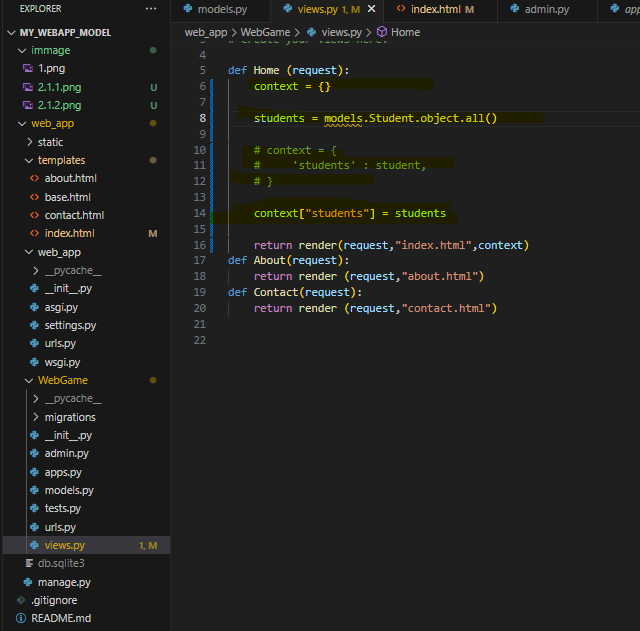 EXPLORER ...
MY_WEBAPP_MODEL
immage
1.png
2.1.1.png U
2.1.2.png U
web_app
static
templates
about.html
base.html
contact.html
index.html M
web_app
__pycache__
__init__.py
asgi.py
settings.py
urls.py
wsgi.py
WebGame
__pycache__
migrations
__init__.py
admin.py
apps.py
models.py
tests.py
urls.py
views.py 1, M
db.sqlite3
manage.py
.gitignore
README.md
models.py views.py 1, M index.html M admin.py
web_app > WebGame > views.py > Home
4
5 def Home (request):
6 context = {}
7
8 students = models.Student.object.all()
9
10 # context = {
11 #     'students' : student,
12 # }
13
14 context["students"] = students
15
16 return render(request,"index.html",context)
17 def About(request):
18 return render (request,"about.html")
19 def Contact(request):
20 return render (request,"contact.html")
21
22